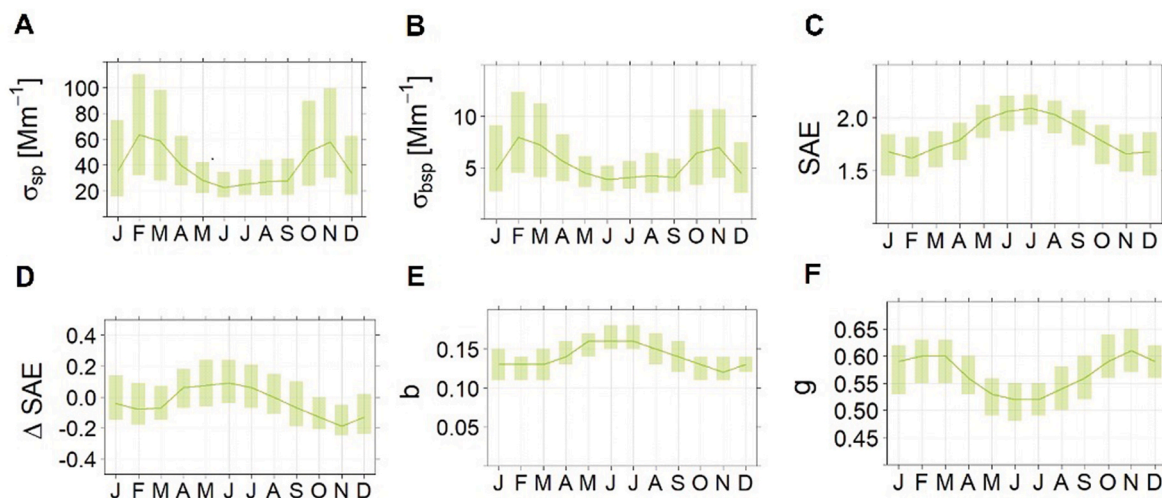 A
σsp [Mm−1]
100
80
60
40
20
J F M A M J J A S O N D
B
σbsp [Mm−1]
10
5
J F M A M J J A S O N D
C
SAE
2.0
1.5
J F M A M J J A S O N D
D
Δ SAE
0.4
0.2
0.0
-0.2
-0.4
J F M A M J J A S O N D
E
b
0.15
0.10
0.05
J F M A M J J A S O N D
F
g
0.65
0.60
0.55
0.50
0.45
J F M A M J J A S O N D